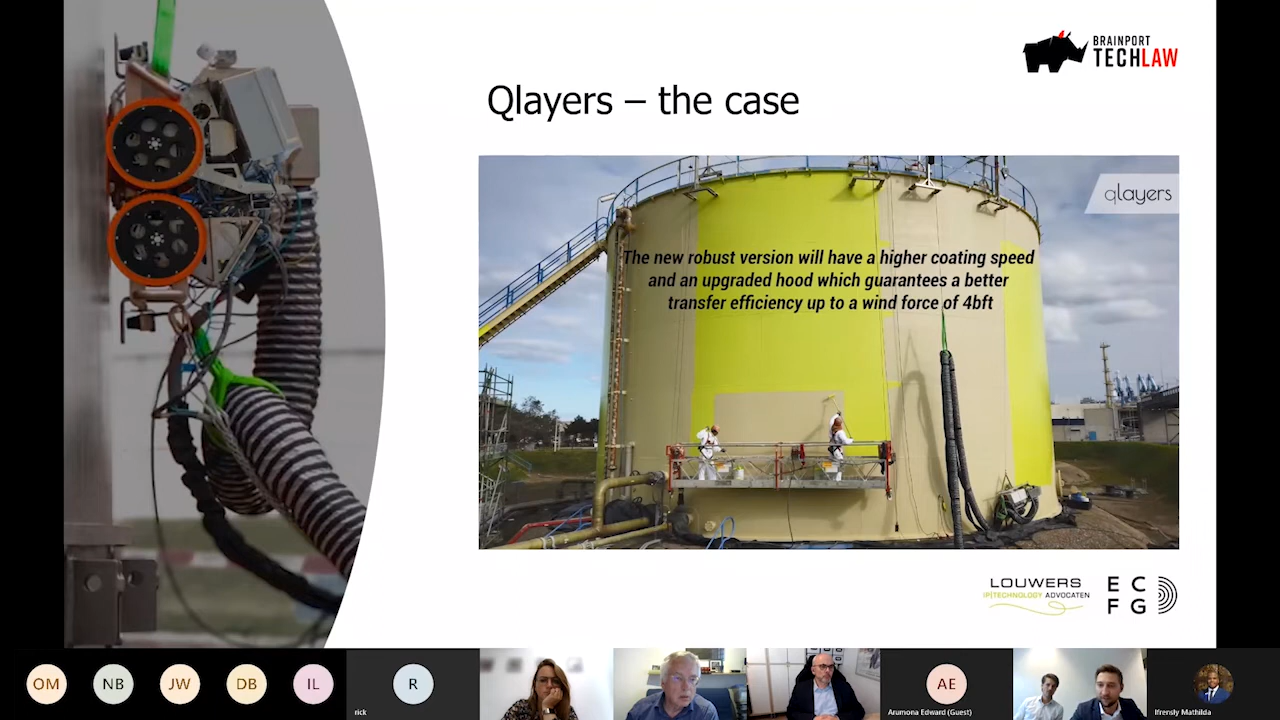 BRAINPORT
TECHLAW
Qlayers – the case
qlayers
The new robust version will have a higher coating speed
and an upgraded hood which guarantees a better
transfer efficiency up to a wind force of 4bft
LOUWERS
IP|TECHNOLOGY ADVOCATEN
E C
F G
OM
NB
JW
DB
IL
R
rick
AE
Arumona Edward (Guest)
Ifrensly Mathilda